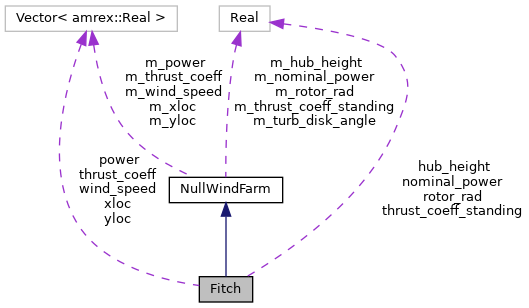 Vector< amrex::Real >
Real
m_power
m_thrust_coeff
m_wind_speed
m_xloc
m_yloc
m_hub_height
m_nominal_power
m_rotor_rad
m_thrust_coeff_standing
m_turb_disk_angle
power
thrust_coeff
wind_speed
xloc
yloc
NullWindFarm
hub_height
nominal_power
rotor_rad
thrust_coeff_standing
Fitch